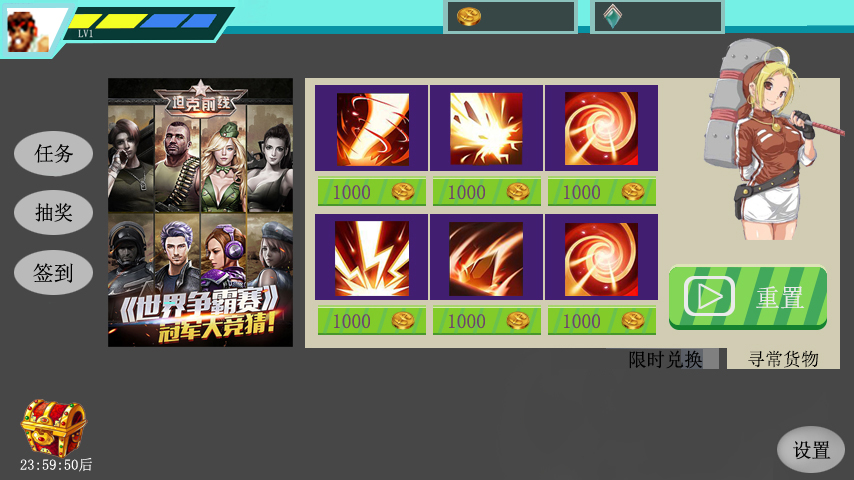 LV1
任务
抽奖
签到
坦克前线
《世界争霸赛》
冠军大竞猜!
1000
1000
1000
1000
1000
1000
重置
限时兑换
寻常货物
23:59:50后
设置